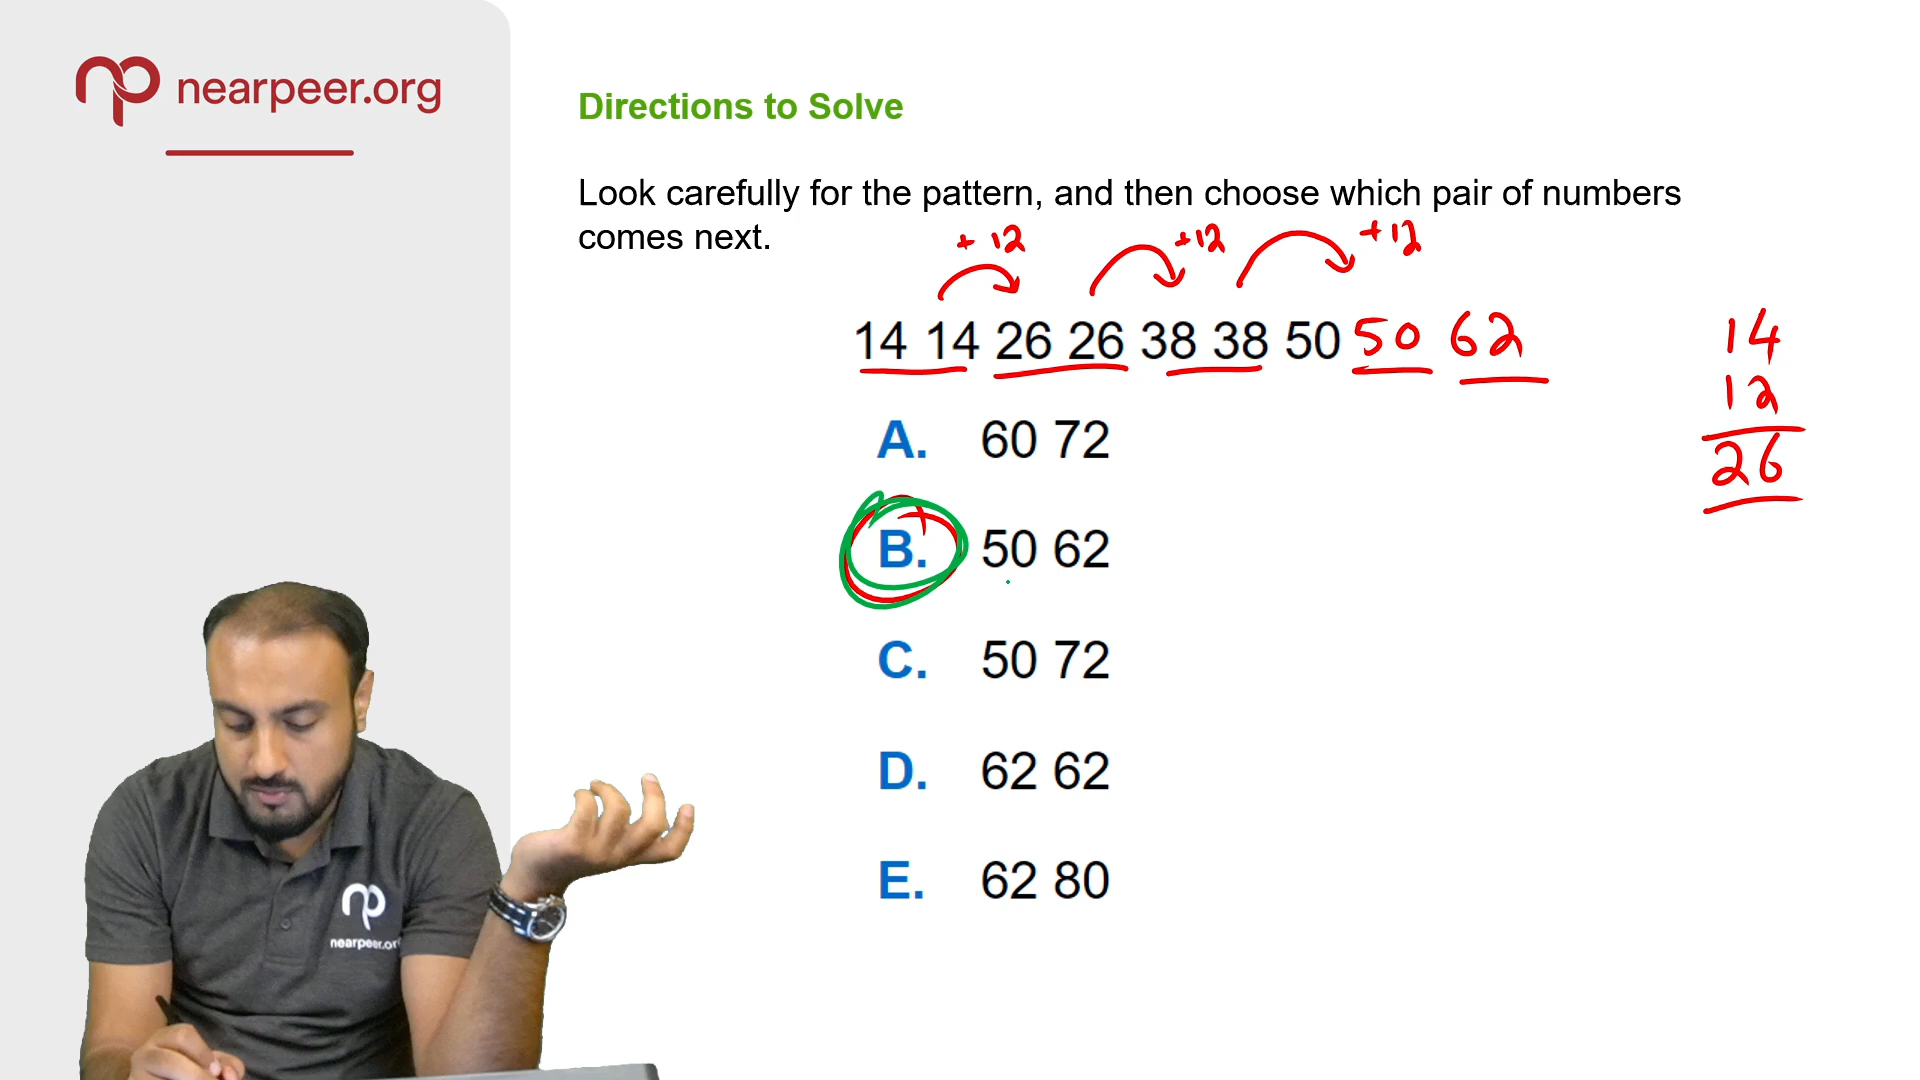 nearpeer.org
Directions to Solve
Look carefully for the pattern, and then choose which pair of numbers
comes next.
+ 12 +12 +12
14 14 26 26 38 38 50 50 62
14
12
26
A. 60 72
B. 50 62
C. 50 72
D. 62 62
E. 62 80
nearpeer.or